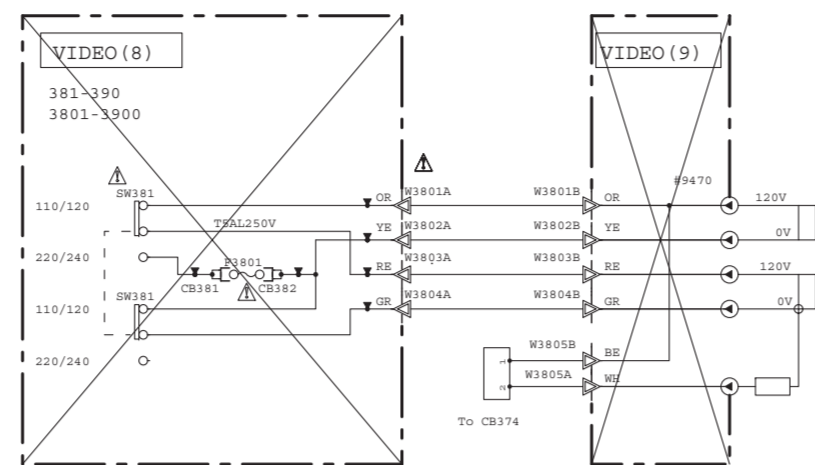 VIDEO(8)
VIDEO(9)
381-390
3801-3900
SW381
110/120
TSAL250V
220/240
F3801
CB381
CB382
SW381
110/120
220/240
OR
W3801A
W3801B
OR
#9470
120V
YE
W3802A
W3802B
YE
0V
RE
W3803A
W3803B
RE
120V
GR
W3804A
W3804B
GR
0V
W3805B
BE
1
W3805A
WH
2
To CB374